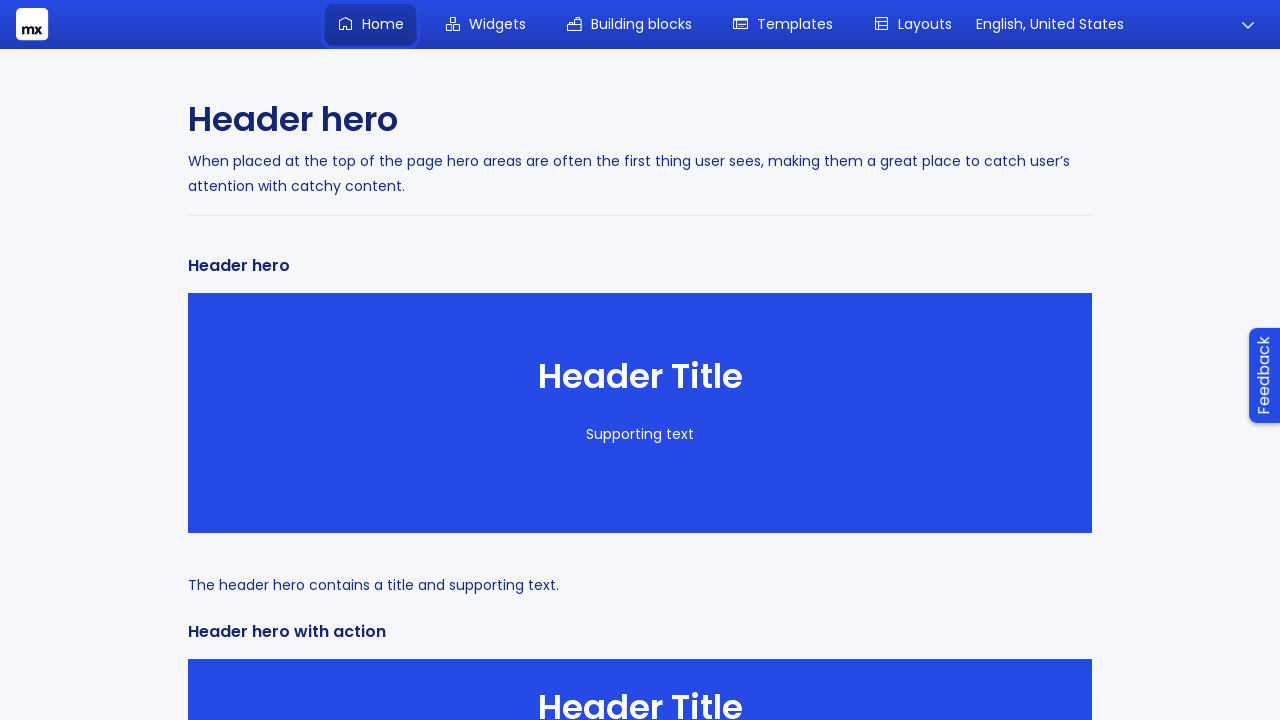 mx
Home
Widgets
Building blocks
Templates
Layouts
English, United States
Header hero
When placed at the top of the page hero areas are often the first thing user sees, making them a great place to catch user’s
attention with catchy content.
Header hero
Header Title
Supporting text
Feedback
The header hero contains a title and supporting text.
Header hero with action
Header Title